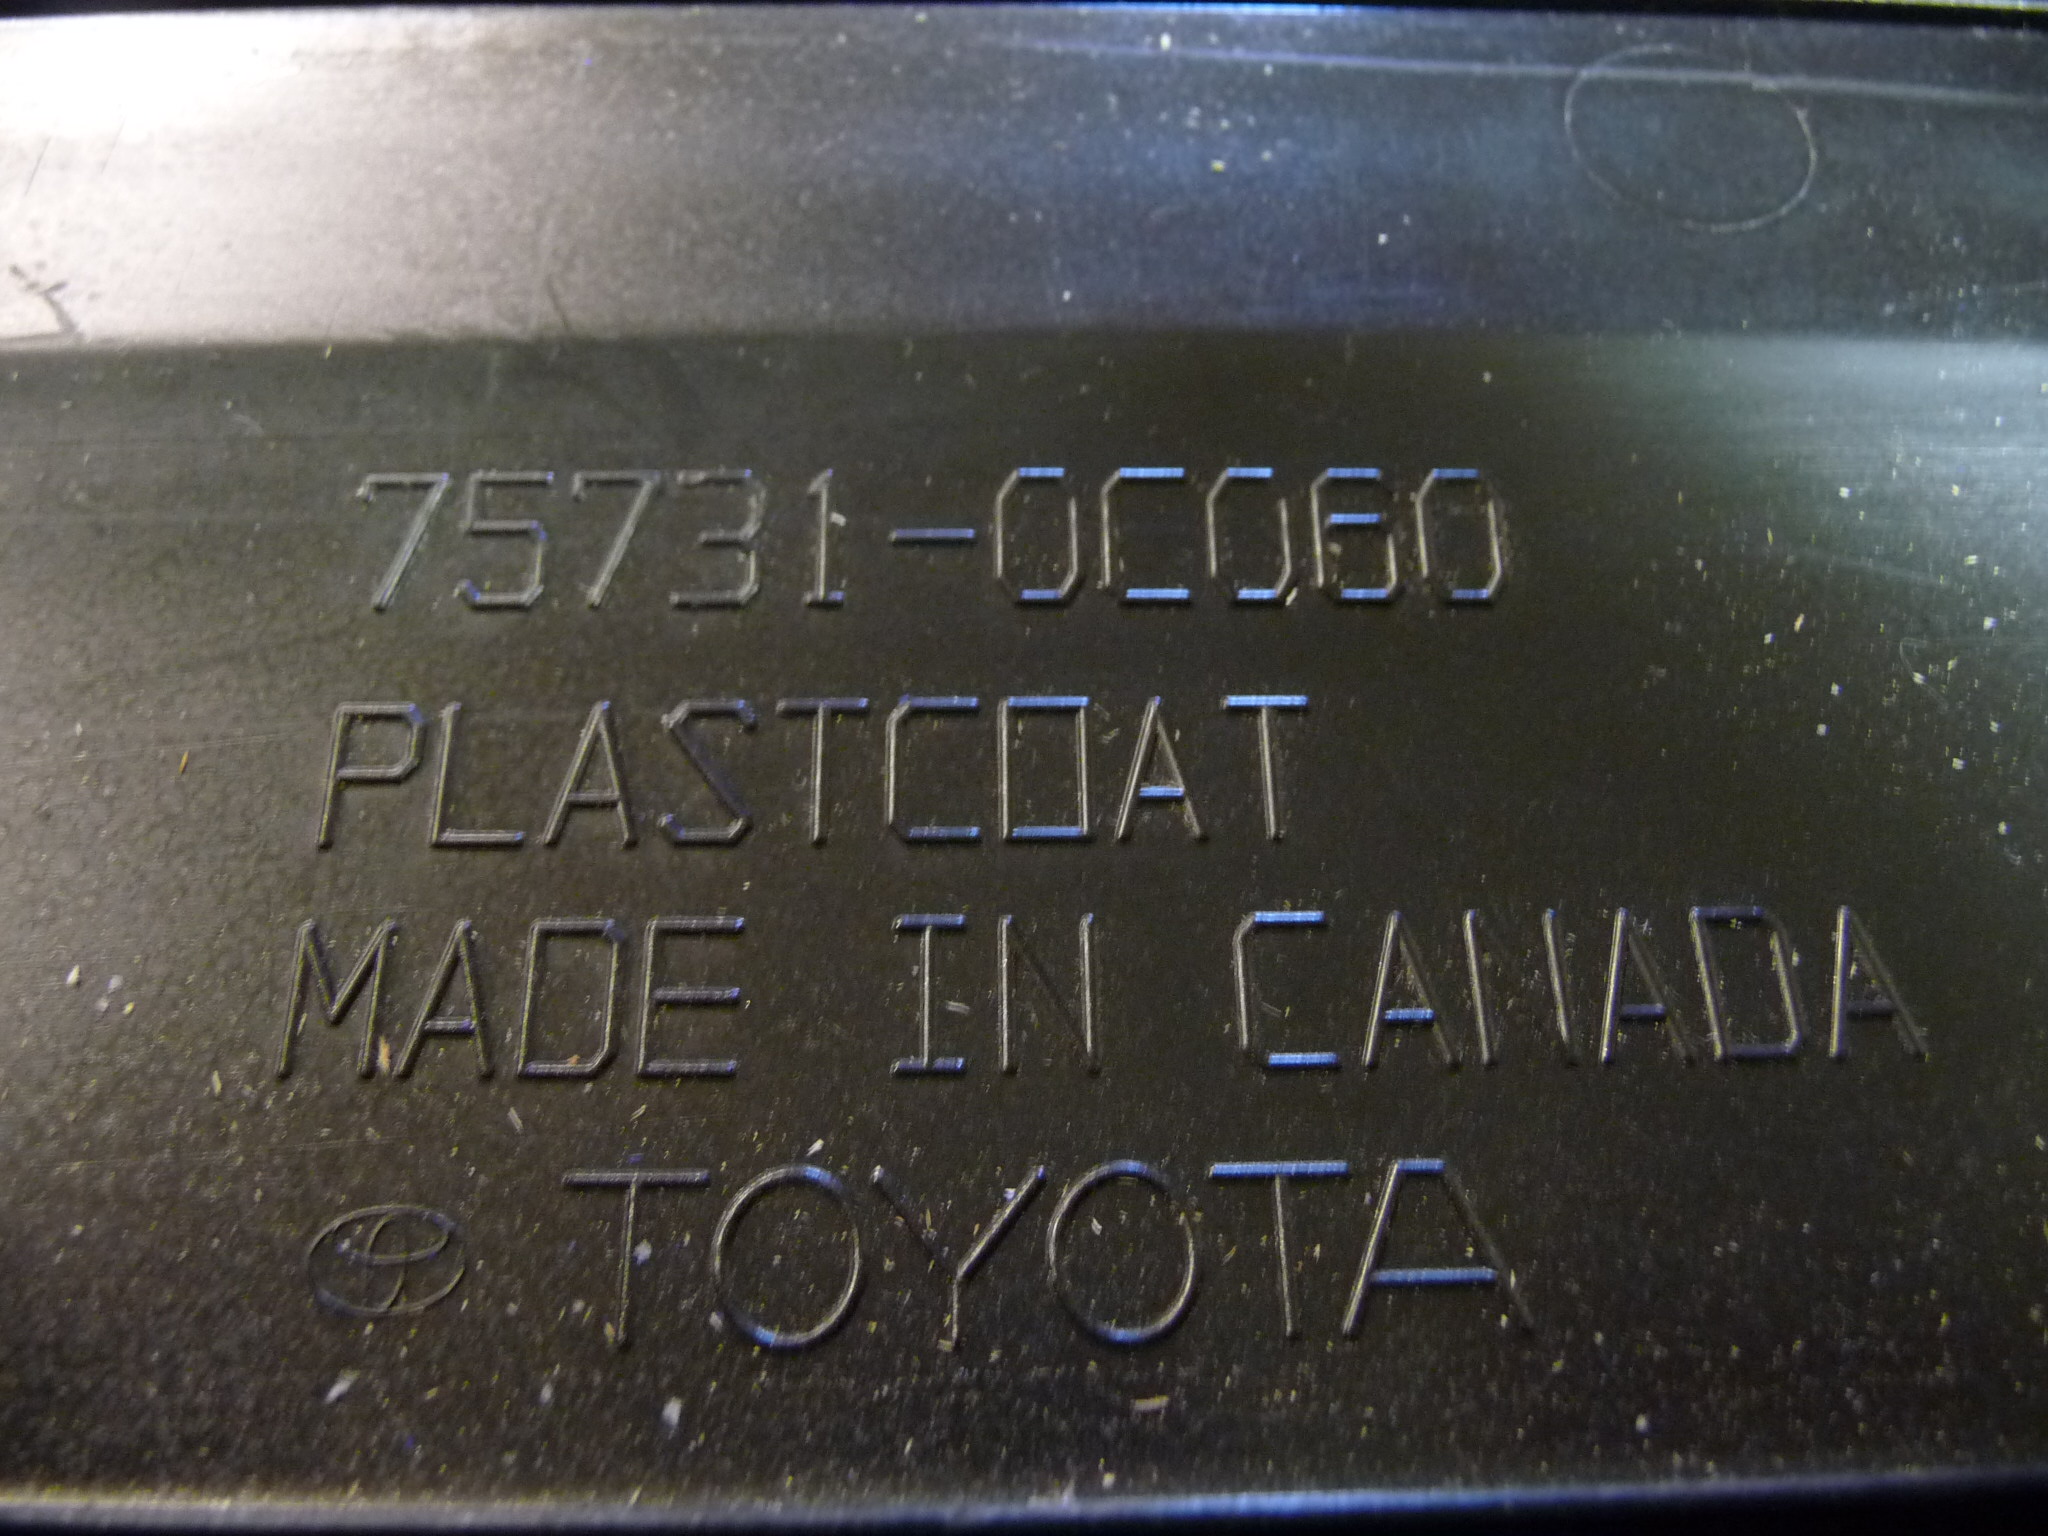 75731-0C060
PLASTCOAT
MADE IN CANADA
TOYOTA